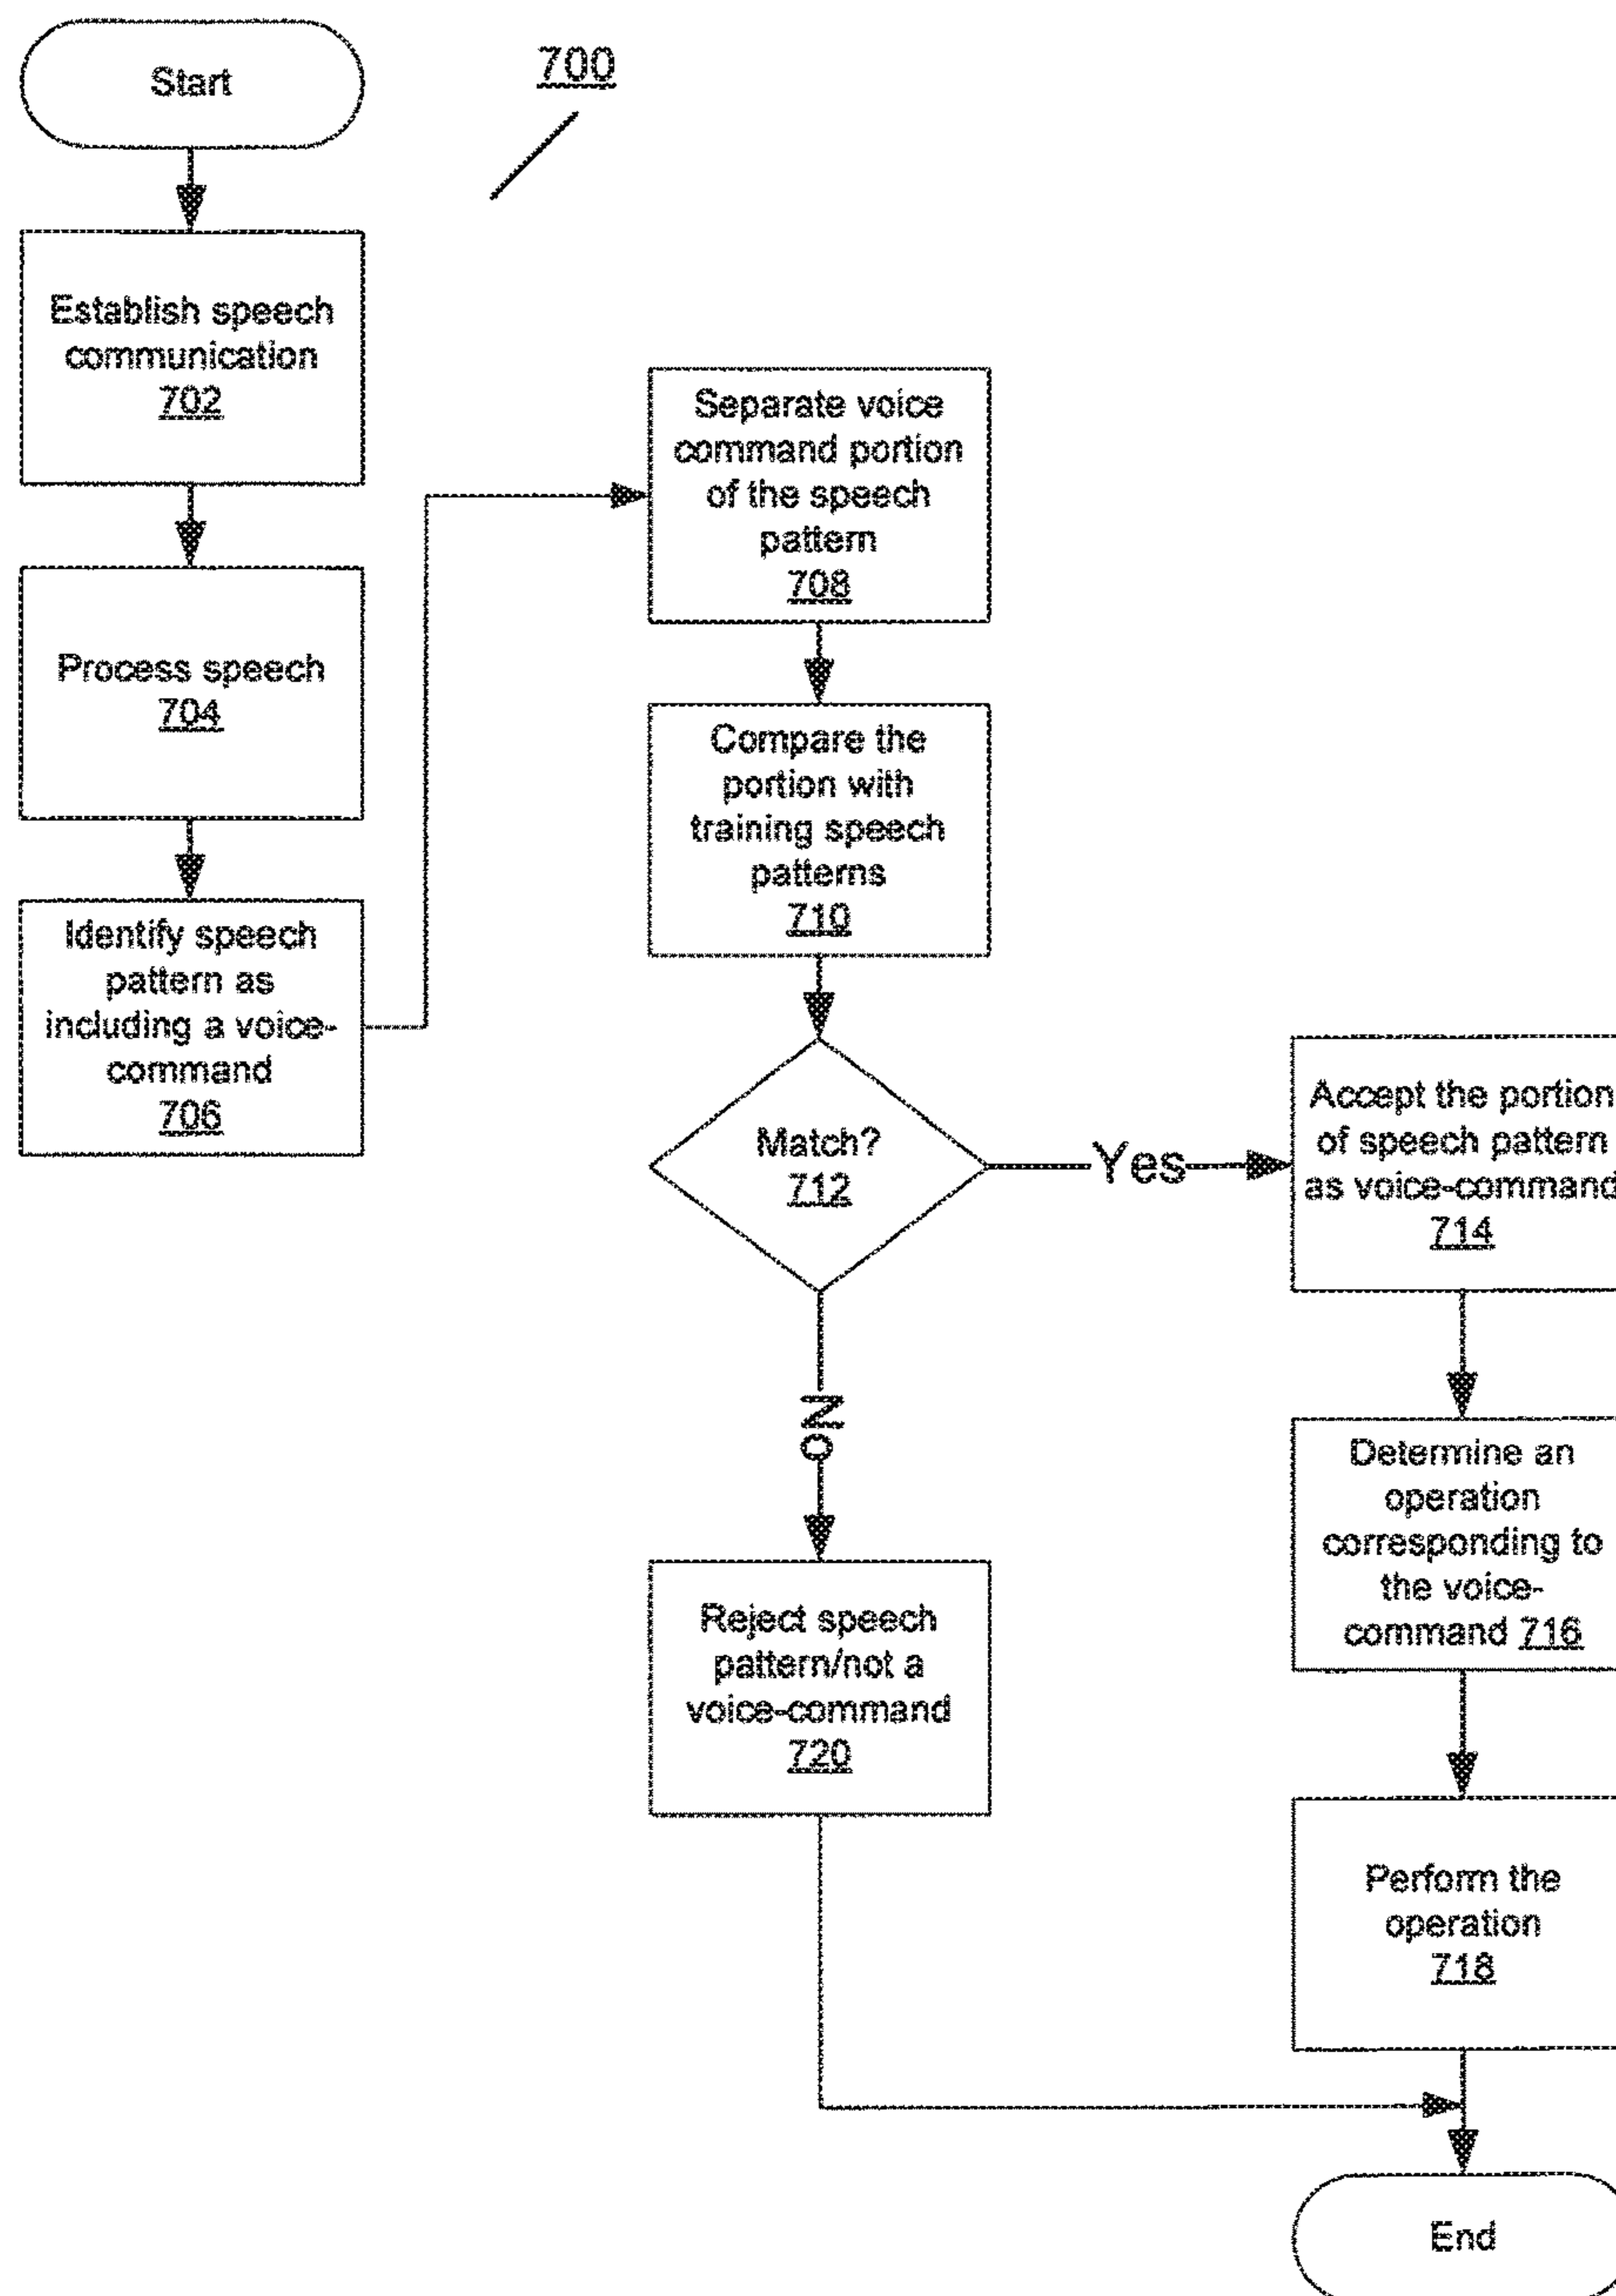 Start
700
Establish speech
communication
702
Process speech
704
Identify speech
pattern as
including a voice-
command
706
Separate voice
command portion
of the speech
pattern
708
Compare the
portion with
training speech
patterns
710
Match?
712
Yes
No
Accept the portion
of speech pattern
as voice-command
714
Determine an
operation
corresponding to
the voice-
command 716
Perform the
operation
718
Reject speech
pattern/not a
voice-command
720
End